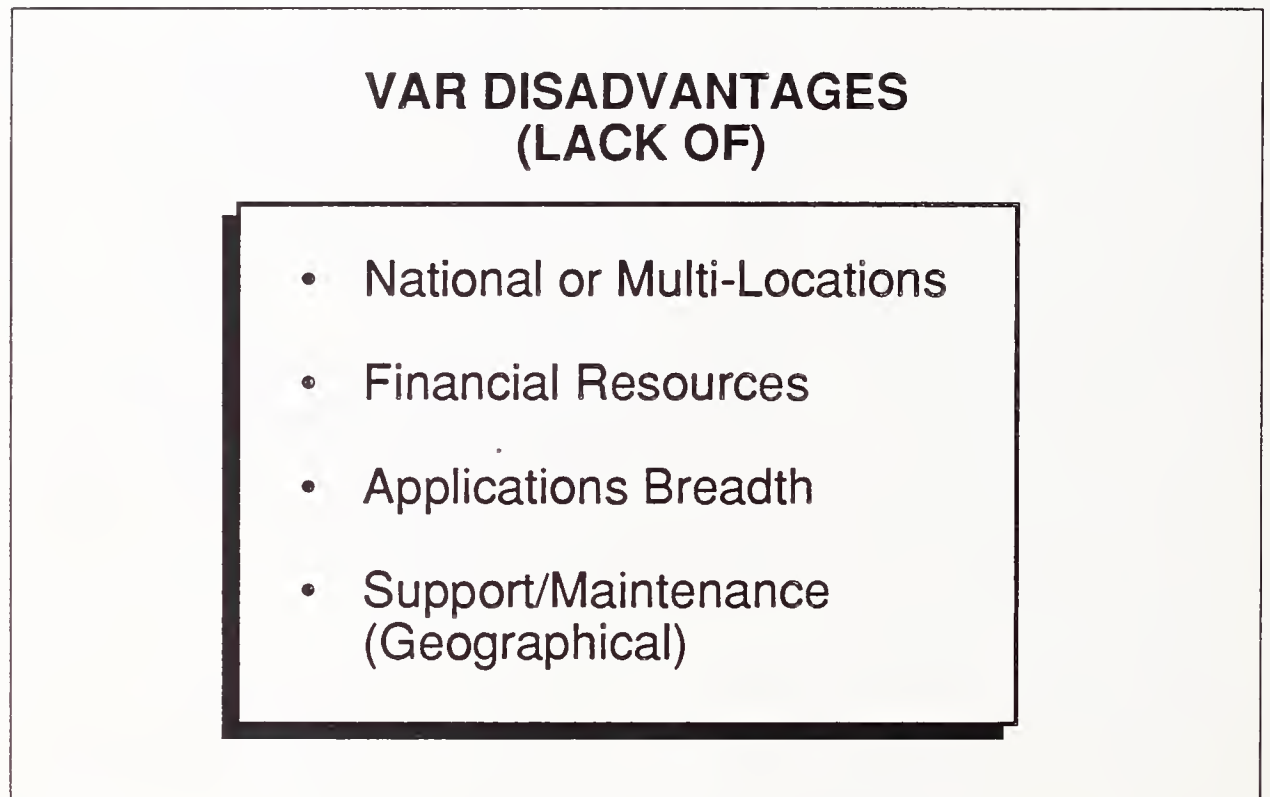 VAR DISADVANTAGES
(LACK OF)
• National or Multi-Locations
• Financial Resources
• Applications Breadth
• Support/Maintenance
(Geographical)